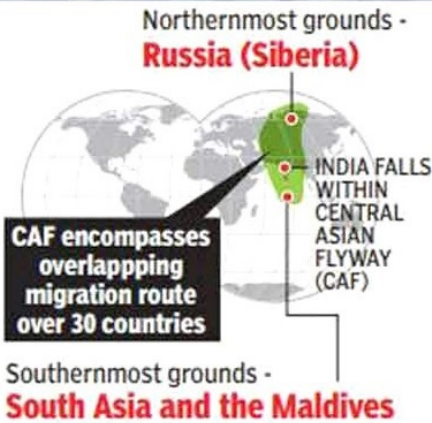 Northernmost grounds -
Russia (Siberia)
INDIA FALLS
WITHIN
CENTRAL
ASIAN
FLYWAY
(CAF)
CAF encompasses
overlappping
migration route
over 30 countries
Southernmost grounds -
South Asia and the Maldives